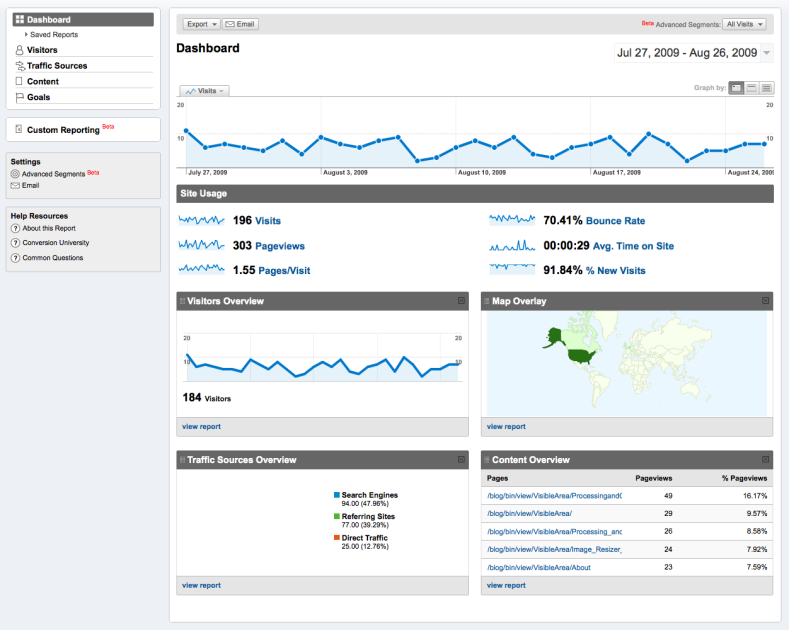 Dashboard
Saved Reports
Visitors
Traffic Sources
Content
Goals
Custom Reporting Beta
Settings
Advanced Segments Beta
Email
Help Resources
About this Report
Conversion University
Common Questions
Export
Email
Beta Advanced Segments: All Visits
Dashboard
Jul 27, 2009 - Aug 26, 2009
Visits
Graph by:
20 20
10 10
July 27, 2009 August 3, 2009 August 10, 2009 August 17, 2009 August 24, 2009
Site Usage
196 Visits
70.41% Bounce Rate
303 Pageviews
00:00:29 Avg. Time on Site
1.55 Pages/Visit
91.84% % New Visits
Visitors Overview
20 20
10 10
184 Visitors
view report
Map Overlay
view report
Traffic Sources Overview
Search Engines
94.00 (47.96%)
Referring Sites
77.00 (39.29%)
Direct Traffic
25.00 (12.76%)
view report
Content Overview
Pages Pageviews % Pageviews
/blog/bin/view/VisibleArea/Processingand 49 16.17%
/blog/bin/view/VisibleArea/ 29 9.57%
/blog/bin/view/VisibleArea/Processing_anc 26 8.58%
/blog/bin/view/VisibleArea/Image_Resizer_ 24 7.92%
/blog/bin/view/VisibleArea/About 23 7.59%
view report